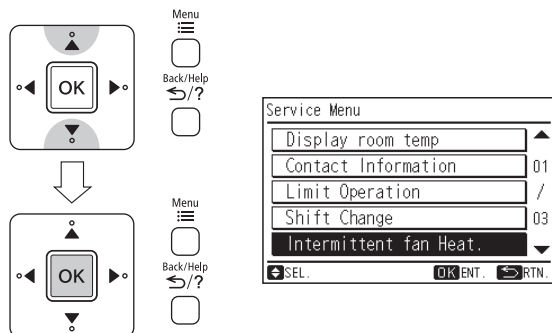 Menu
Back/Help
/?
OK
Menu
Back/Help
/?
OK
Service Menu
Display room temp
Contact Information 01
Limit Operation /
Shift Change 03
Intermittent fan Heat.
SEL. OK ENT. RTN.